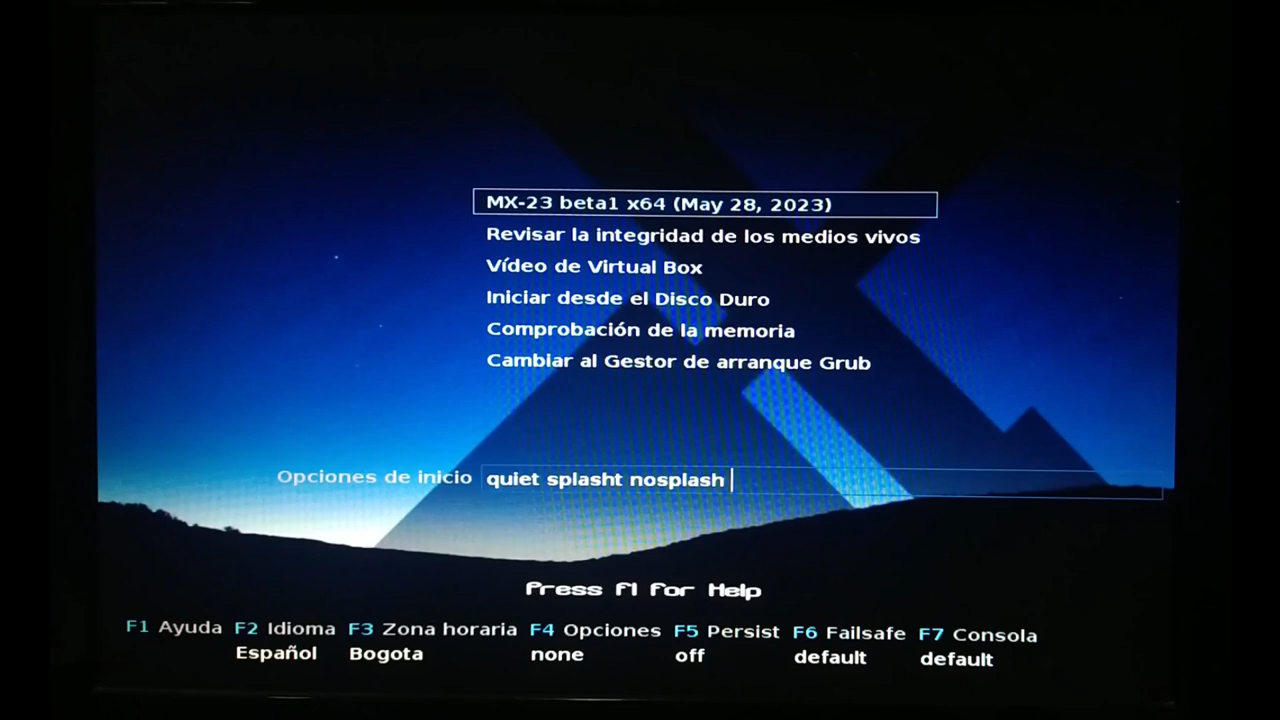 MX-23 beta1 x64 (May 28, 2023)
Revisar la integridad de los medios vivos
Vídeo de Virtual Box
Iniciar desde el Disco Duro
Comprobación de la memoria
Cambiar al Gestor de arranque Grub
Opciones de inicio quiet splasht nosplash
Press F1 for Help
F1 Ayuda F2 Idioma F3 Zona horaria F4 Opciones F5 Persist F6 Failsafe F7 Consola
Español Bogota none off default default